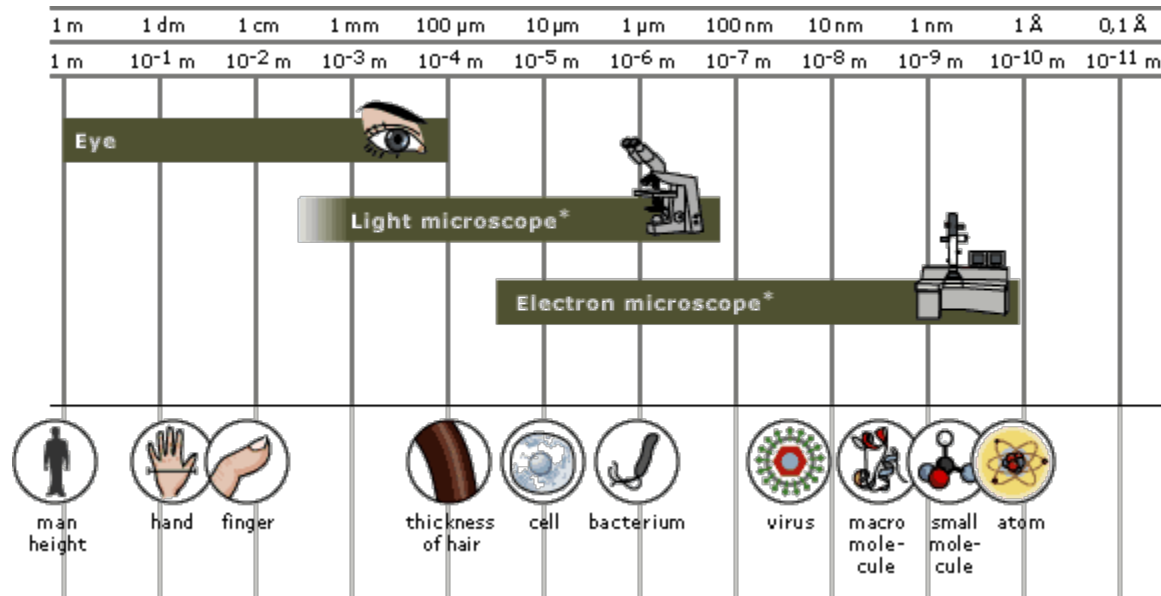 1 m 1 dm 1 cm 1 mm 100 µm 10 µm 1 µm 100 nm 10 nm 1 nm 1 Å 0,1 Å
1 m 10⁻¹ m 10⁻² m 10⁻³ m 10⁻⁴ m 10⁻⁵ m 10⁻⁶ m 10⁻⁷ m 10⁻⁸ m 10⁻⁹ m 10⁻¹⁰ m 10⁻¹¹ m
Eye
Light microscope*
Electron microscope*
man
height
hand
finger
thickness
of hair
cell
bacterium
virus
macro
mole-
cule
small
mole-
cule
atom